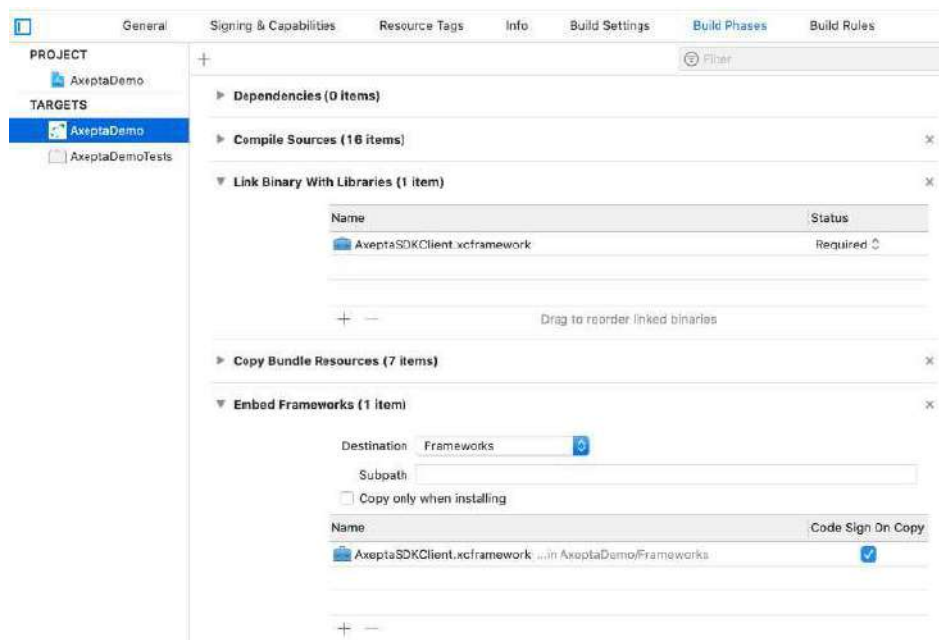 General Signing & Capabilities Resource Tags Info Build Settings Build Phases Build Rules
PROJECT
AxeptaDemo
TARGETS
AxeptaDemo
AxeptaDemoTests
+ Filter
Dependencies (0 items)
Compile Sources (16 items)
Link Binary With Libraries (1 item)
Name Status
AxeptaSDKClient.xcframework Required
+ — Drag to reorder linked binaries
Copy Bundle Resources (7 items)
Embed Frameworks (1 item)
Destination Frameworks
Subpath
Copy only when installing
Name Code Sign On Copy
AxeptaSDKClient.xcframework ...in AxeptaDemo/Frameworks
+ —